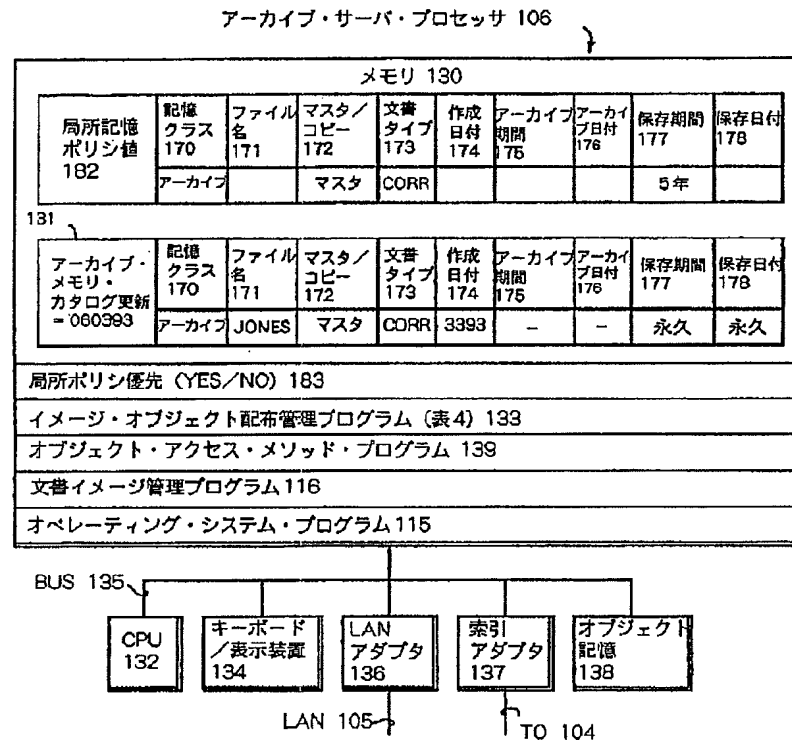 アーカイブ・サーバ・プロセッサ 106
メモリ 130
局所記憶
ポリシ値
182
記憶
クラス
170
ファイル
名
171
マスタ/
コピー
172
文書
タイプ
173
作成
日付
174
アーカイブ
期間
175
アーカイ
ブ日付
176
保存期間
177
保存日付
178
アーカイブ
マスタ
CORR
5年
131
アーカイブ・
メモリ・
カタログ更新
=060393
記憶
クラス
170
ファイル
名
171
マスタ/
コピー
172
文書
タイプ
173
作成
日付
174
アーカイブ
期間
175
アーカイ
ブ日付
176
保存期間
177
保存日付
178
アーカイブ
JONES
マスタ
CORR
3393
-
-
永久
永久
局所ポリシ優先 (YES/NO) 183
イメージ・オブジェクト配布管理プログラム (表4) 133
オブジェクト・アクセス・メソッド・プログラム 139
文書イメージ管理プログラム116
オペレーティング・システム・プログラム115
BUS 135
CPU
132
キーボード
/表示装置
134
LAN
アダプタ
136
索引
アダプタ
137
オブジェクト
記憶
138
LAN 105
TO 104